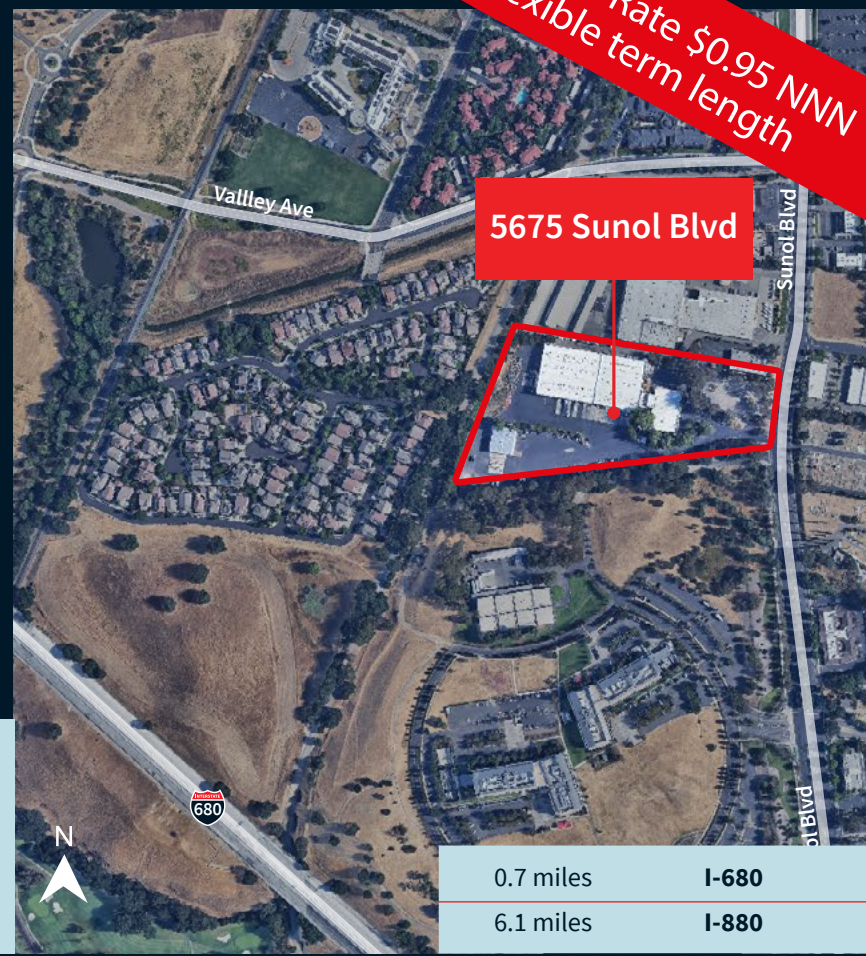 Rate $0.95 NNN
exible term length
5675 Sunol Blvd
Vallley Ave
Sunol Blvd
INTERSTATE
680
N
ol Blvd
0.7 miles I-680
6.1 miles I-880